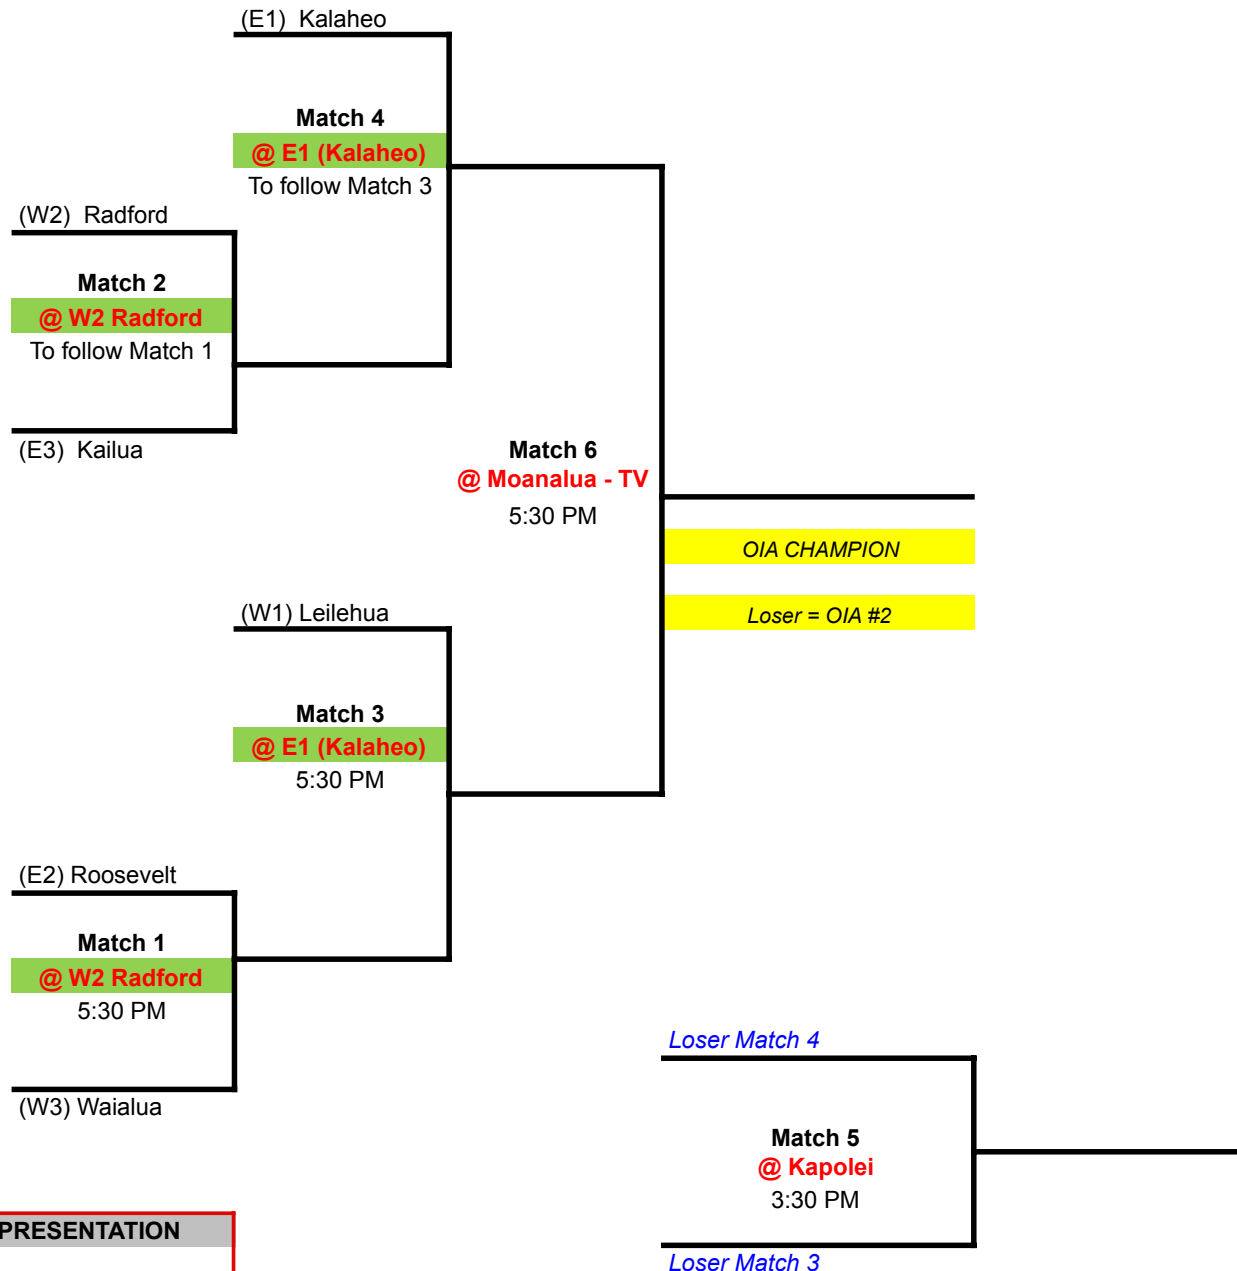 (E1)  Kalaheo
Match 4
@ E1 (Kalaheo)
To follow Match 3
(W2)  Radford
Match 2
@ W2 Radford
To follow Match 1
(E3)  Kailua
Match 6
@ Moanalua - TV
5:30 PM
OIA CHAMPION
Loser = OIA #2
(W1) Leilehua
Match 3
@ E1 (Kalaheo)
5:30 PM
(E2) Roosevelt
Match 1
@ W2 Radford
5:30 PM
(W3) Waialua
Loser Match 4
Match 5
@ Kapolei
3:30 PM
Loser Match 3
PRESENTATION